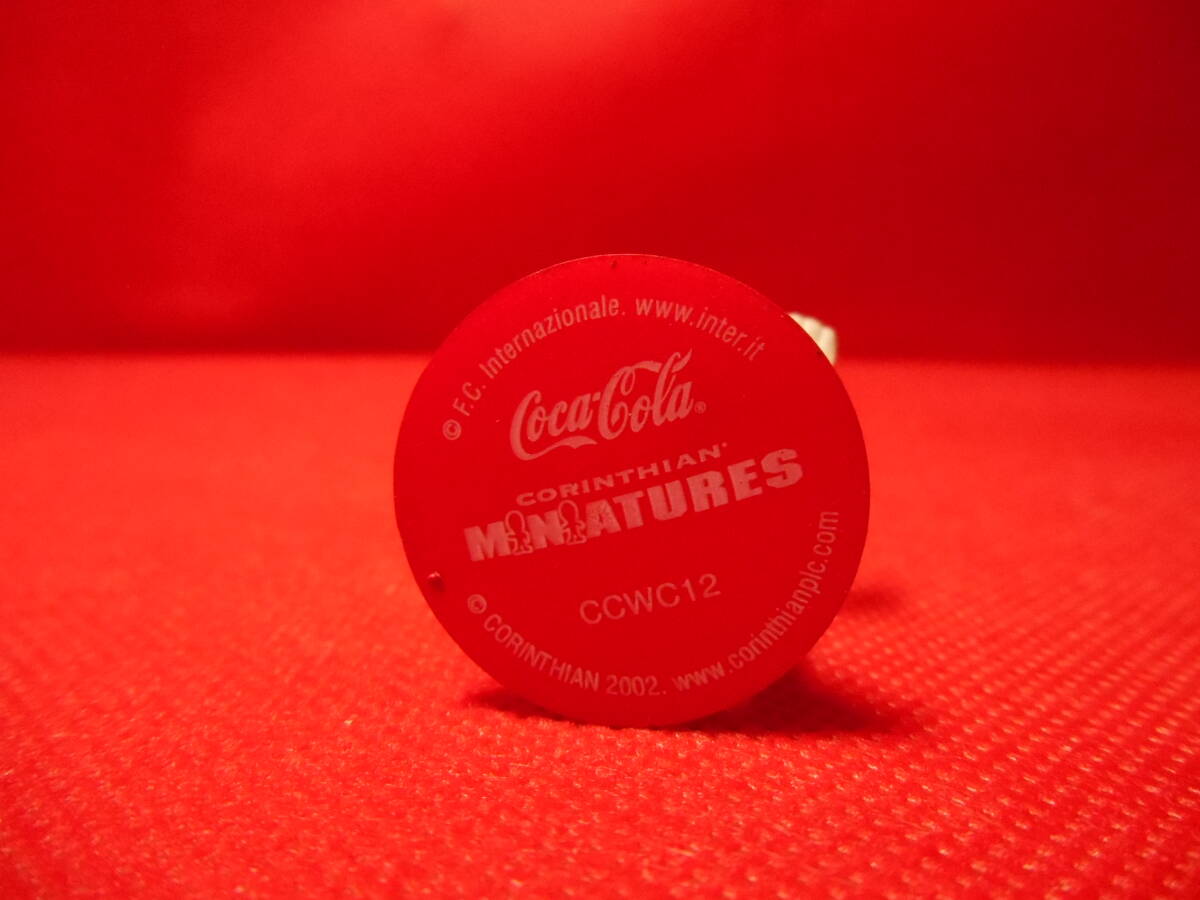 © F.C. Internazionale. www.inter.it
Coca-Cola®
CORINTHIAN®
MINIATURES
CCWC12
© CORINTHIAN 2002. www.corinthianplc.com